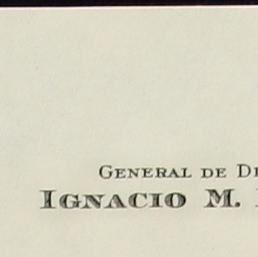 General de D
Ignacio M.